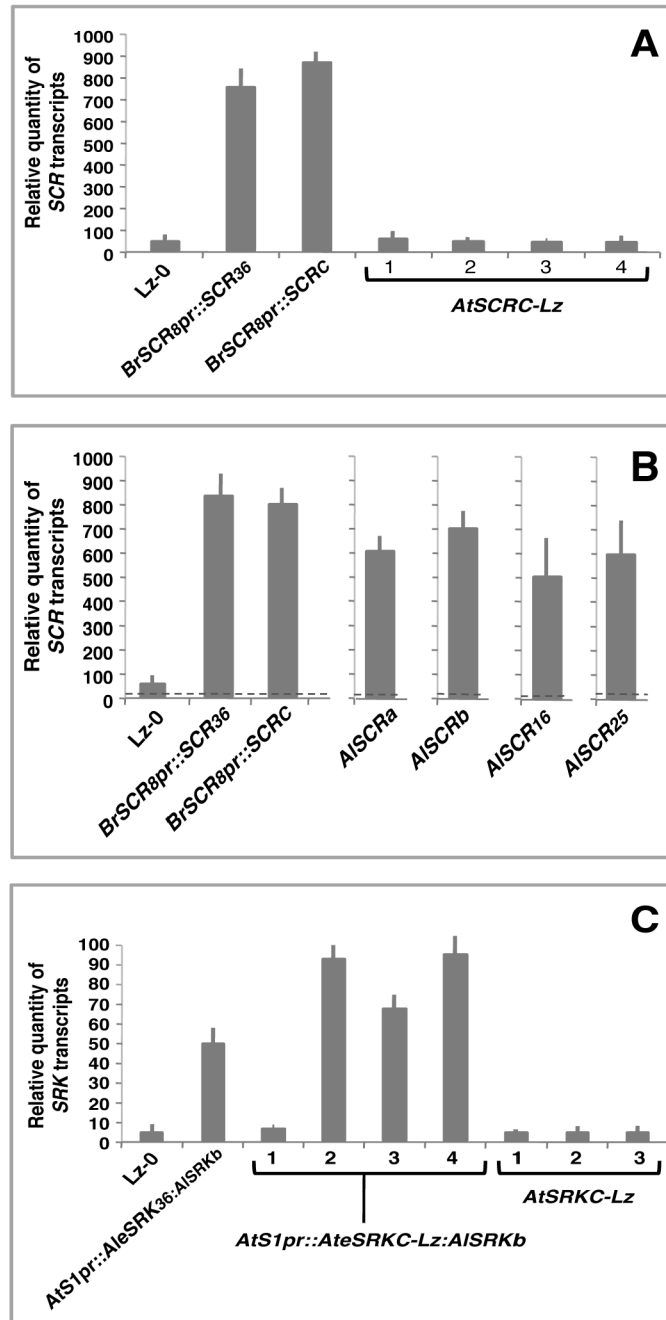 A
Relative quantity of
SCR transcripts
1000
900
800
700
600
500
400
300
200
100
0
Lz-0
BrSCR8pr::SCR36
BrSCR8pr::SCRC
1 2 3 4
AtSCRC-Lz
B
Relative quantity of
SCR transcripts
1000
900
800
700
600
500
400
300
200
100
0
Lz-0
BrSCR8pr::SCR36
BrSCR8pr::SCRC
AlSCRa
AlSCRb
AlSCR16
AlSCR25
C
Relative quantity of
SRK transcripts
100
90
80
70
60
50
40
30
20
10
0
Lz-0
AtS1pr::AleSRK36:AlSRKb
1 2 3 4
AtS1pr::AteSRKC-Lz:AlSRKb
1 2 3
AtSRKC-Lz